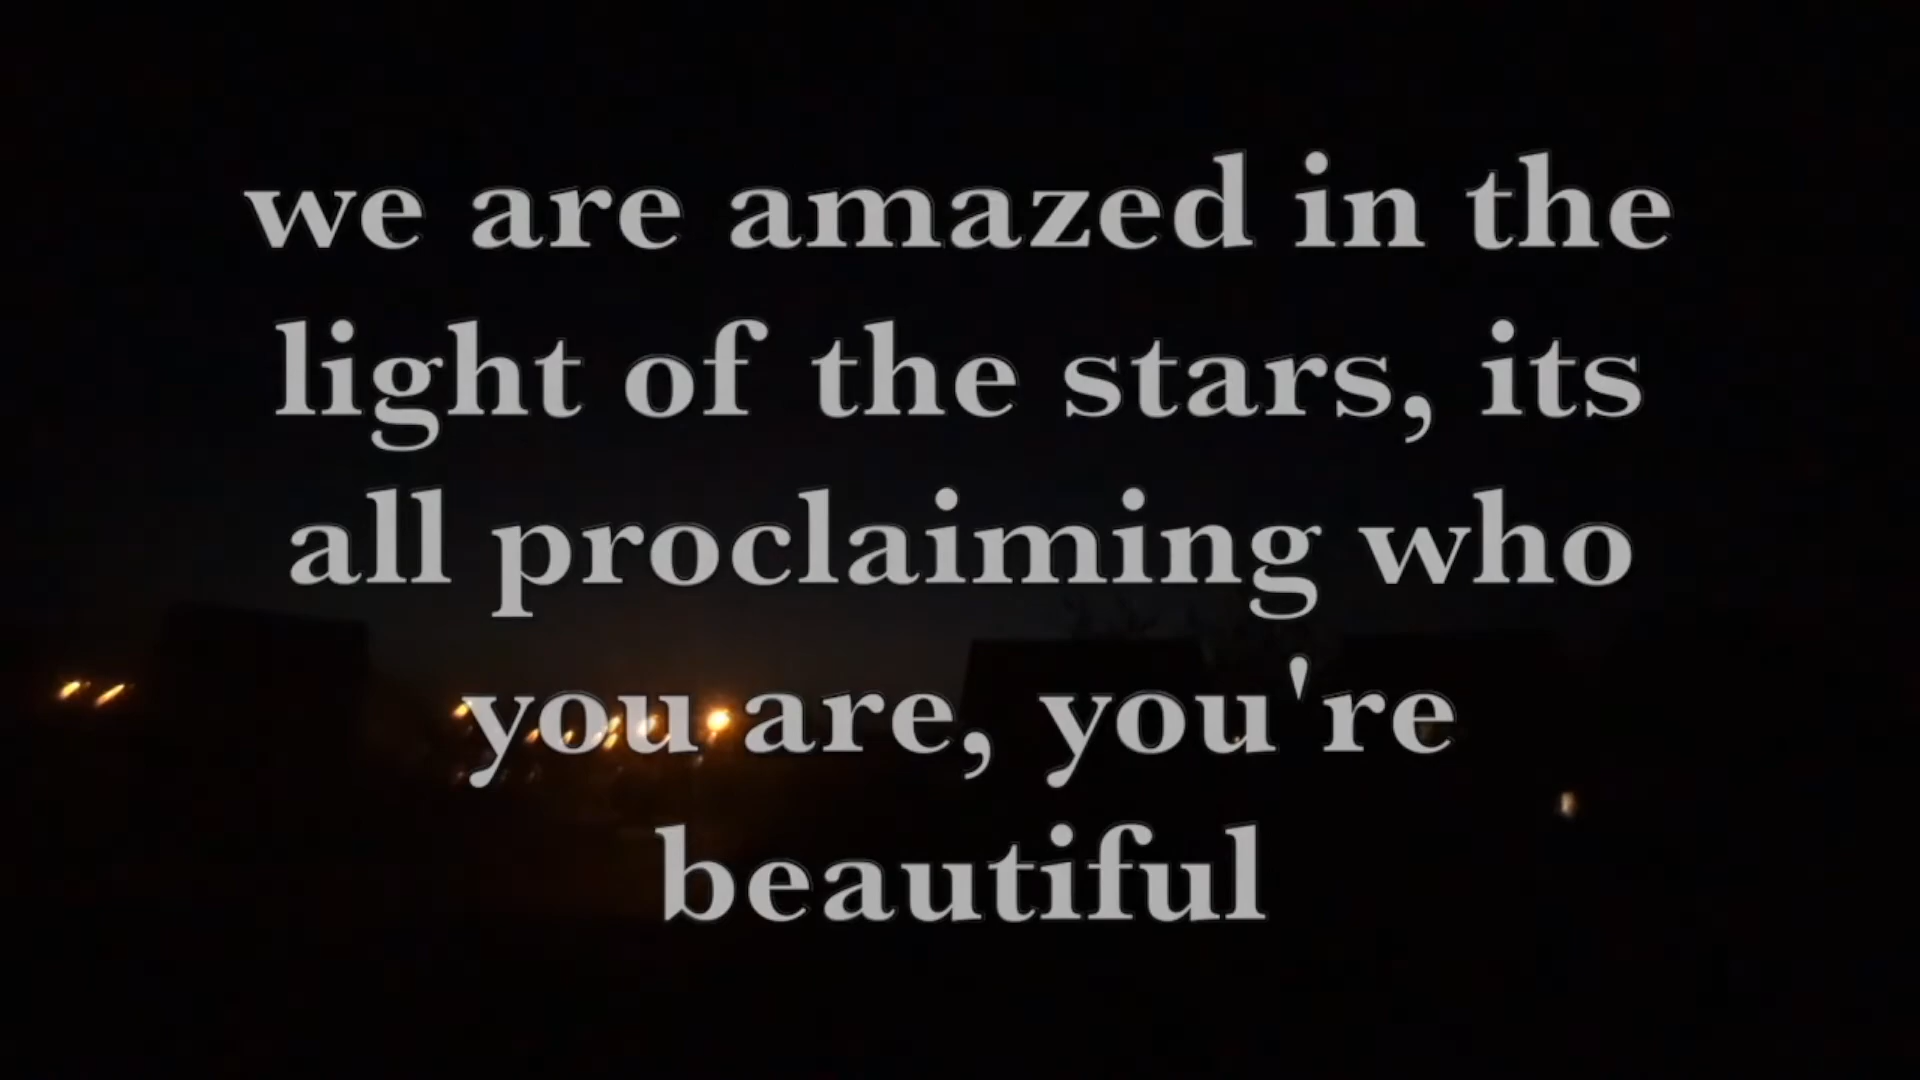 we are amazed in the
light of the stars, its
all proclaiming who
you are, you're
beautiful